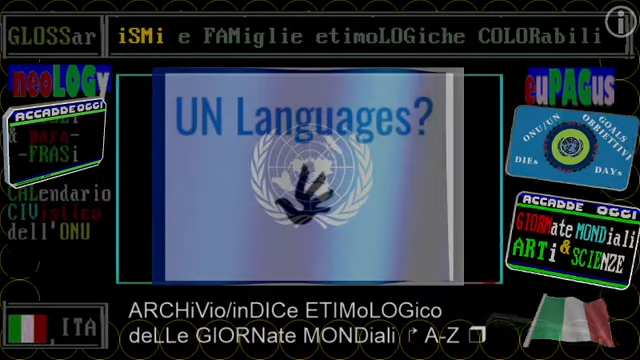 GLOSSar
iSMi e FAMiglie etimoLOGiche COLORabili
neoLOGy
ACCADDE OGGI
& para-
-FRASi
CALendario
CIVistico
dell'ONU
UN Languages?
euPAGus
ONU/UN
GOALS
OBBIETTIVI
DIEs
DAYS
ACCADDE OGGI
GIORNate MONDiali
&
ARTi SCIENZE
ITA
ARCHiVio/inDICe ETIMoLOGico
deLLe GIORNate MONDiali A-Z